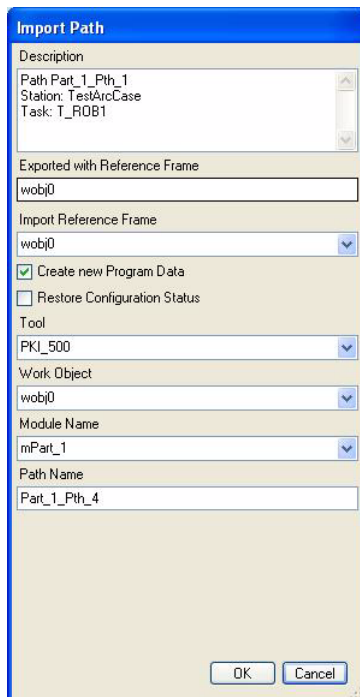 Import Path
Description
Path Part_1_Pth_1
Station: TestArcCase
Task: T_ROB1
Exported with Reference Frame
wobj0
Import Reference Frame
wobj0
Create new Program Data
Restore Configuration Status
Tool
PKI_500
Work Object
wobj0
Module Name
mPart_1
Path Name
Part_1_Pth_4
OK Cancel